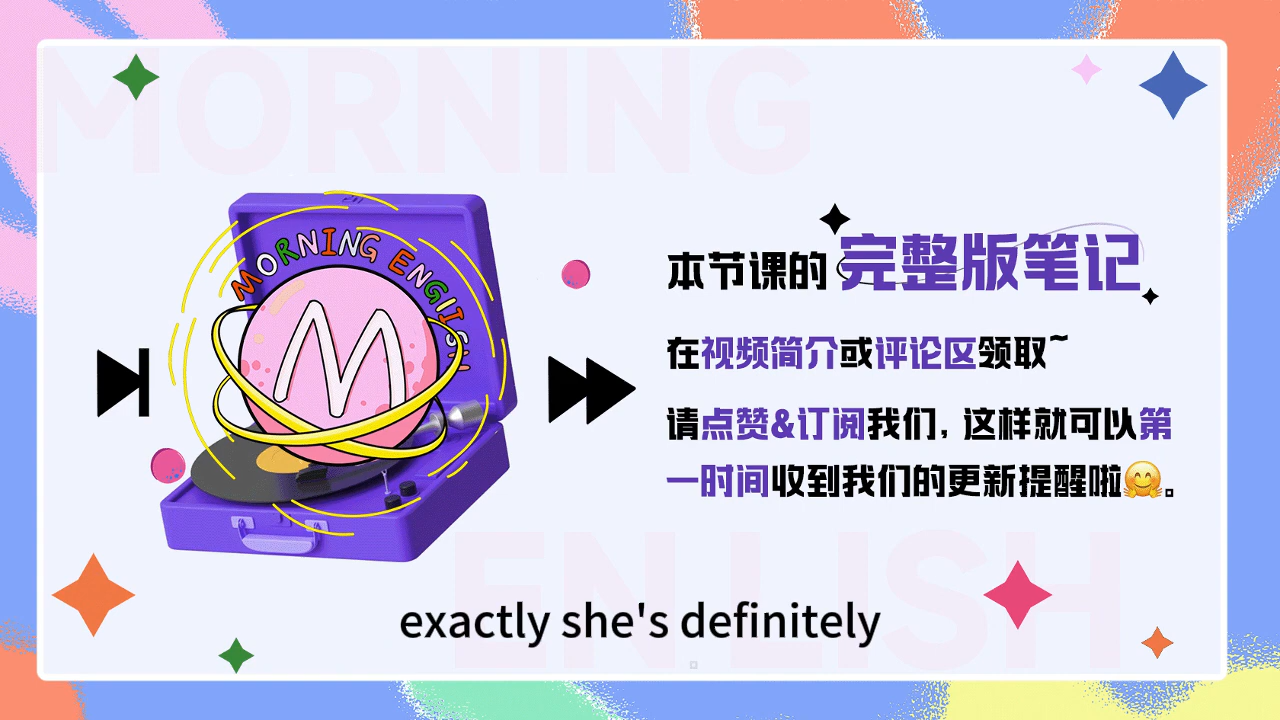 MORNING
MORNING ENGlISH
M
本节课的 完整版笔记
在视频简介或评论区领取~
请点赞&订阅我们, 这样就可以第
一时间收到我们的更新提醒啦🤗。
EN LISH
exactly she's definitely